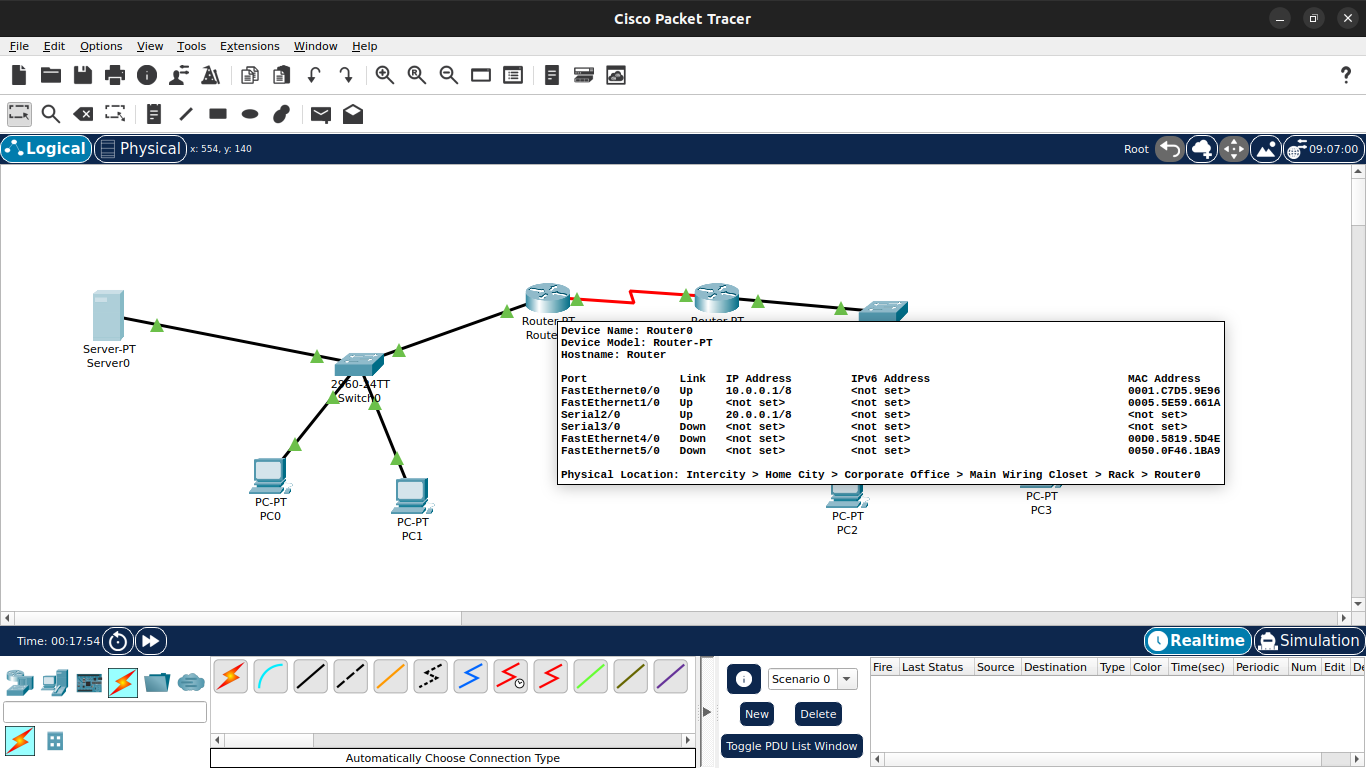 Cisco Packet Tracer
File Edit Options View Tools Extensions Window Help
Logical Physical x: 554, y: 140 Root 09:07:00
Server-PT
Server0
2960-24TT
Switch0
PC-PT
PC0
PC-PT
PC1
Router-PT
Route
Router-PT
Device Name: Router0
Device Model: Router-PT
Hostname: Router
Port Link IP Address IPv6 Address MAC Address
FastEthernet0/0 Up 10.0.0.1/8 <not set> 0001.C7D5.9E96
FastEthernet1/0 Up <not set> <not set> 0005.5E59.661A
Serial2/0 Up 20.0.0.1/8 <not set> <not set>
Serial3/0 Down <not set> <not set> <not set>
FastEthernet4/0 Down <not set> <not set> 00D0.5819.5D4E
FastEthernet5/0 Down <not set> <not set> 0050.0F46.1BA9
Physical Location: Intercity > Home City > Corporate Office > Main Wiring Closet > Rack > Router0
PC-PT
PC2
PC-PT
PC3
Time: 00:17:54 Realtime Simulation
Scenario 0
New Delete
Toggle PDU List Window
Fire Last Status Source Destination Type Color Time(sec) Periodic Num Edit De
Automatically Choose Connection Type